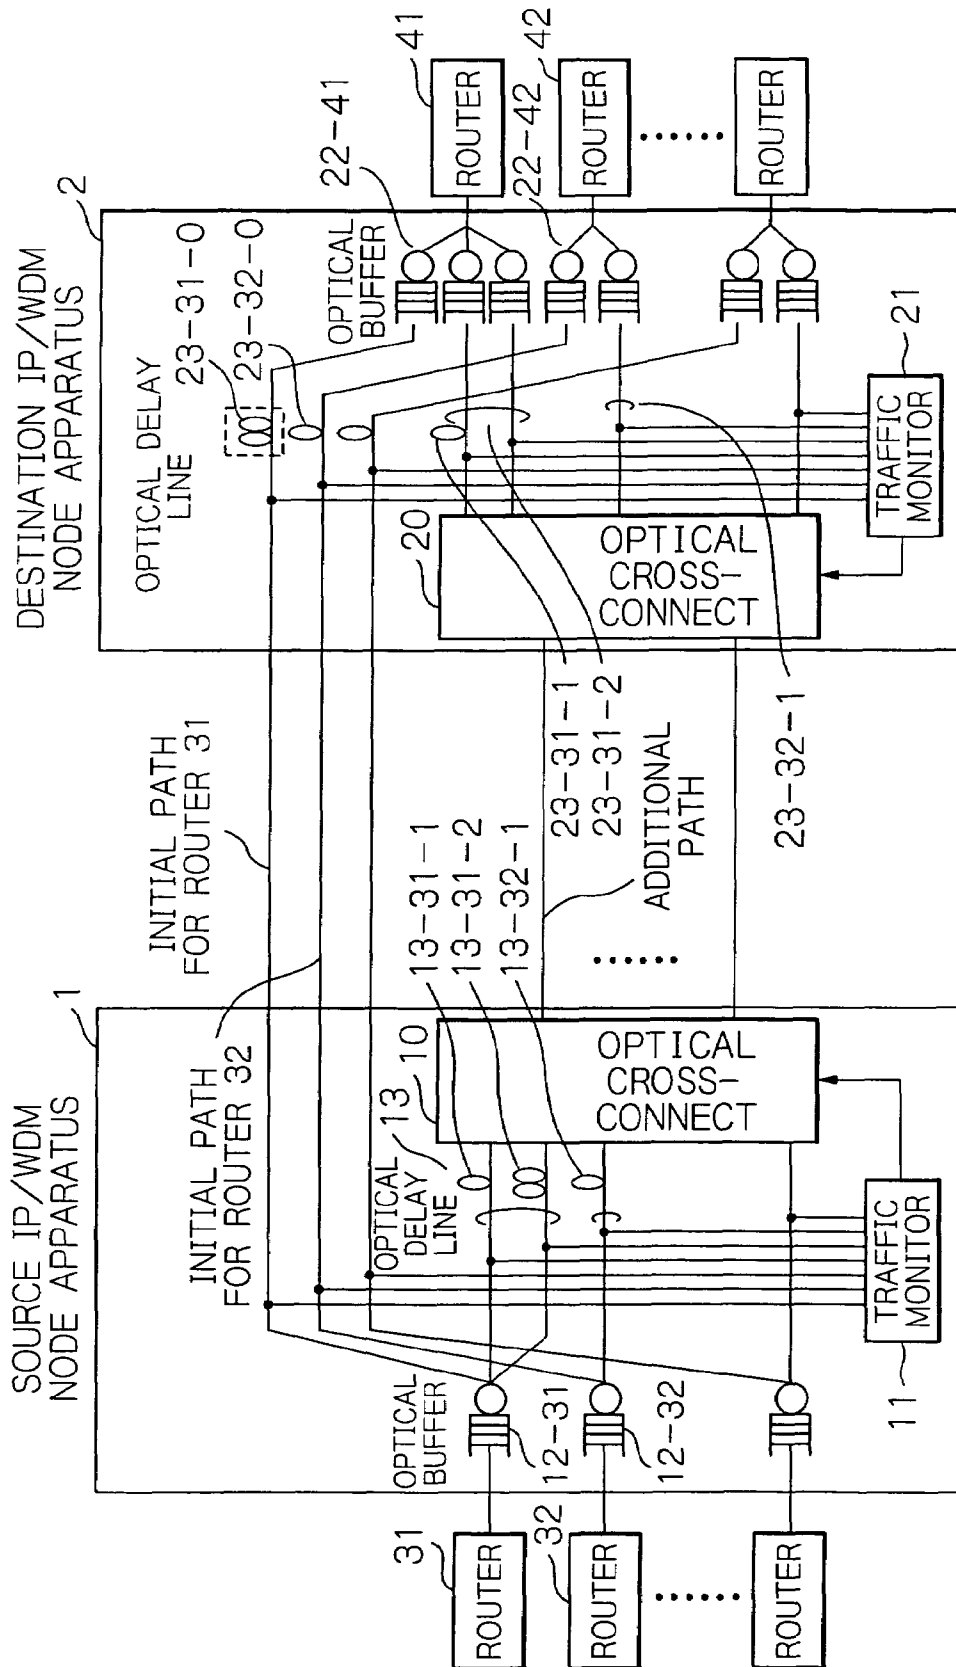 SOURCE IP/WDM
NODE APPARATUS
1
DESTINATION IP/WDM
NODE APPARATUS
2
INITIAL PATH
FOR ROUTER 31
INITIAL PATH
FOR ROUTER 32
OPTICAL DELAY
LINE
23-31-0
23-32-0
OPTICAL
BUFFER
22-41
22-42
OPTICAL
BUFFER
12-31
12-32
OPTICAL
DELAY
LINE
13
10
13-31-1
13-31-2
13-32-1
OPTICAL
CROSS-
CONNECT
ADDITIONAL
PATH
23-31-1
23-31-2
23-32-1
20
OPTICAL
CROSS-
CONNECT
31
ROUTER
32
ROUTER
ROUTER
41
ROUTER
42
ROUTER
ROUTER
11
TRAFFIC
MONITOR
21
TRAFFIC
MONITOR